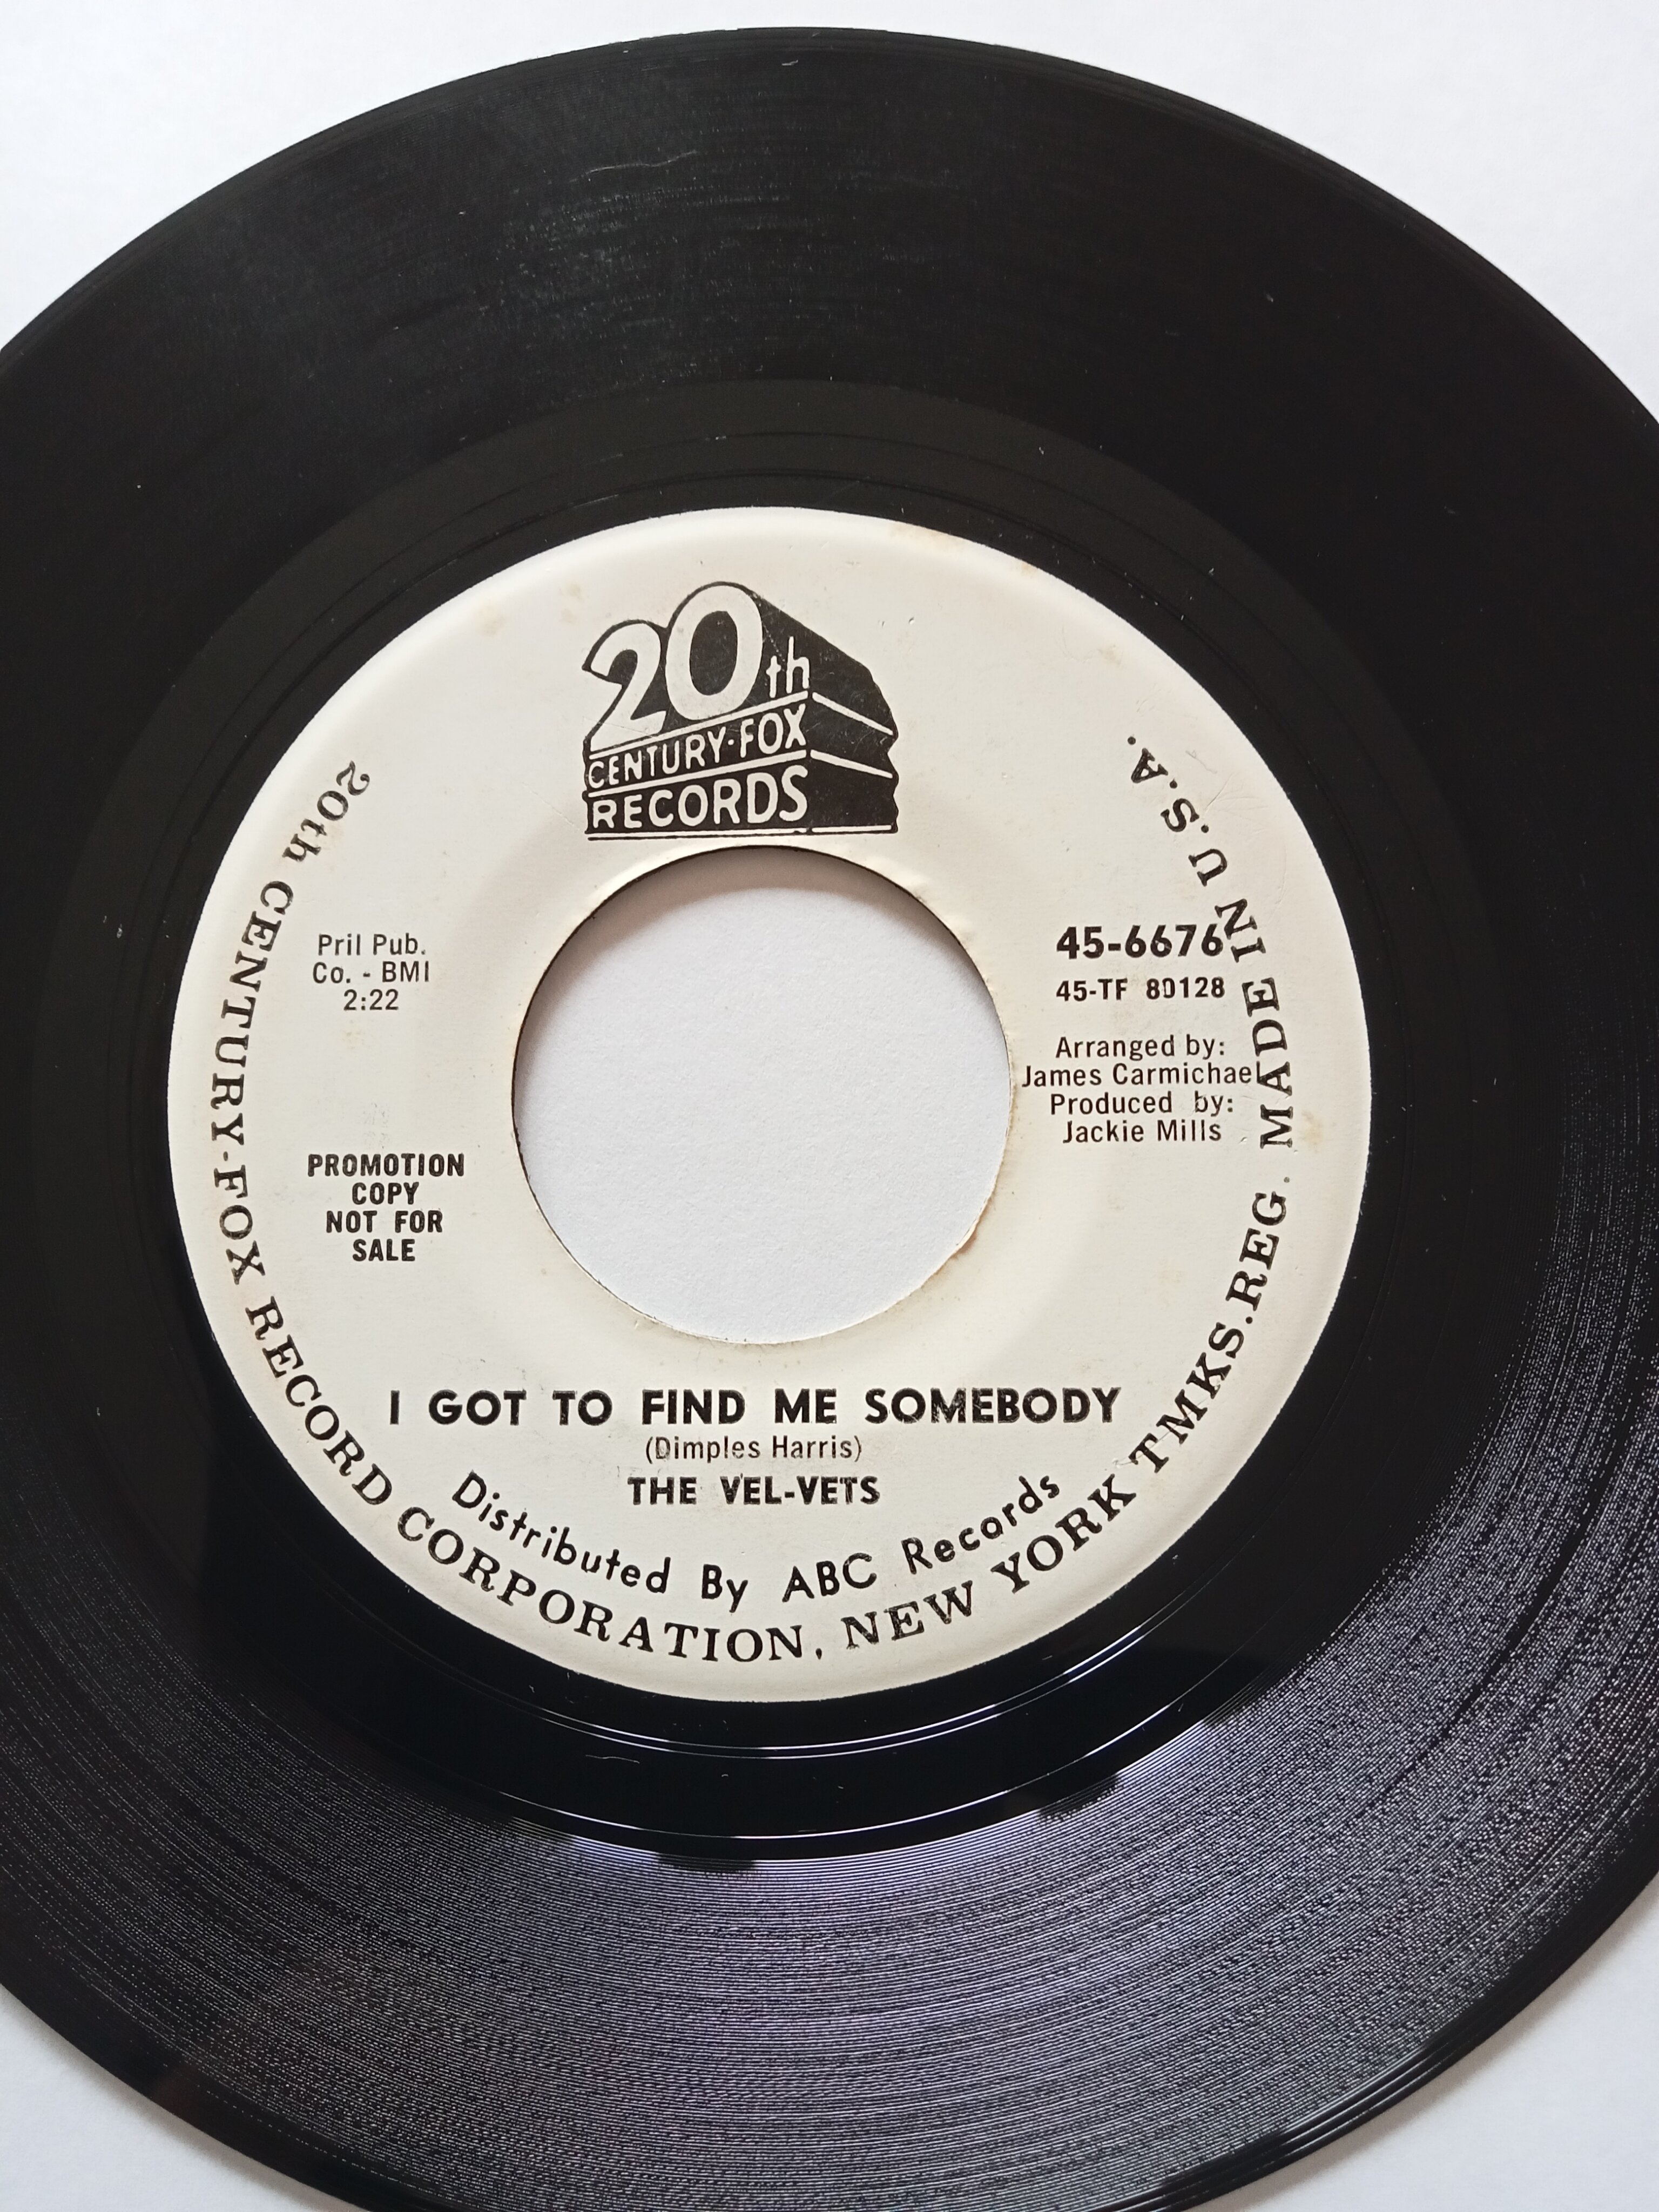 20th
CENTURY-FOX
RECORDS
Pril Pub.
Co. - BMI
2:22
PROMOTION
COPY
NOT FOR
SALE
45-6676
45-TF 80128
Arranged by:
James Carmichael
Produced by:
Jackie Mills
I GOT TO FIND ME SOMEBODY
(Dimples Harris)
THE VEL-VETS
Distributed By ABC Records
20th CENTURY-FOX RECORD CORPORATION, NEW YORK TMKS.REG. MADE IN U.S.A.